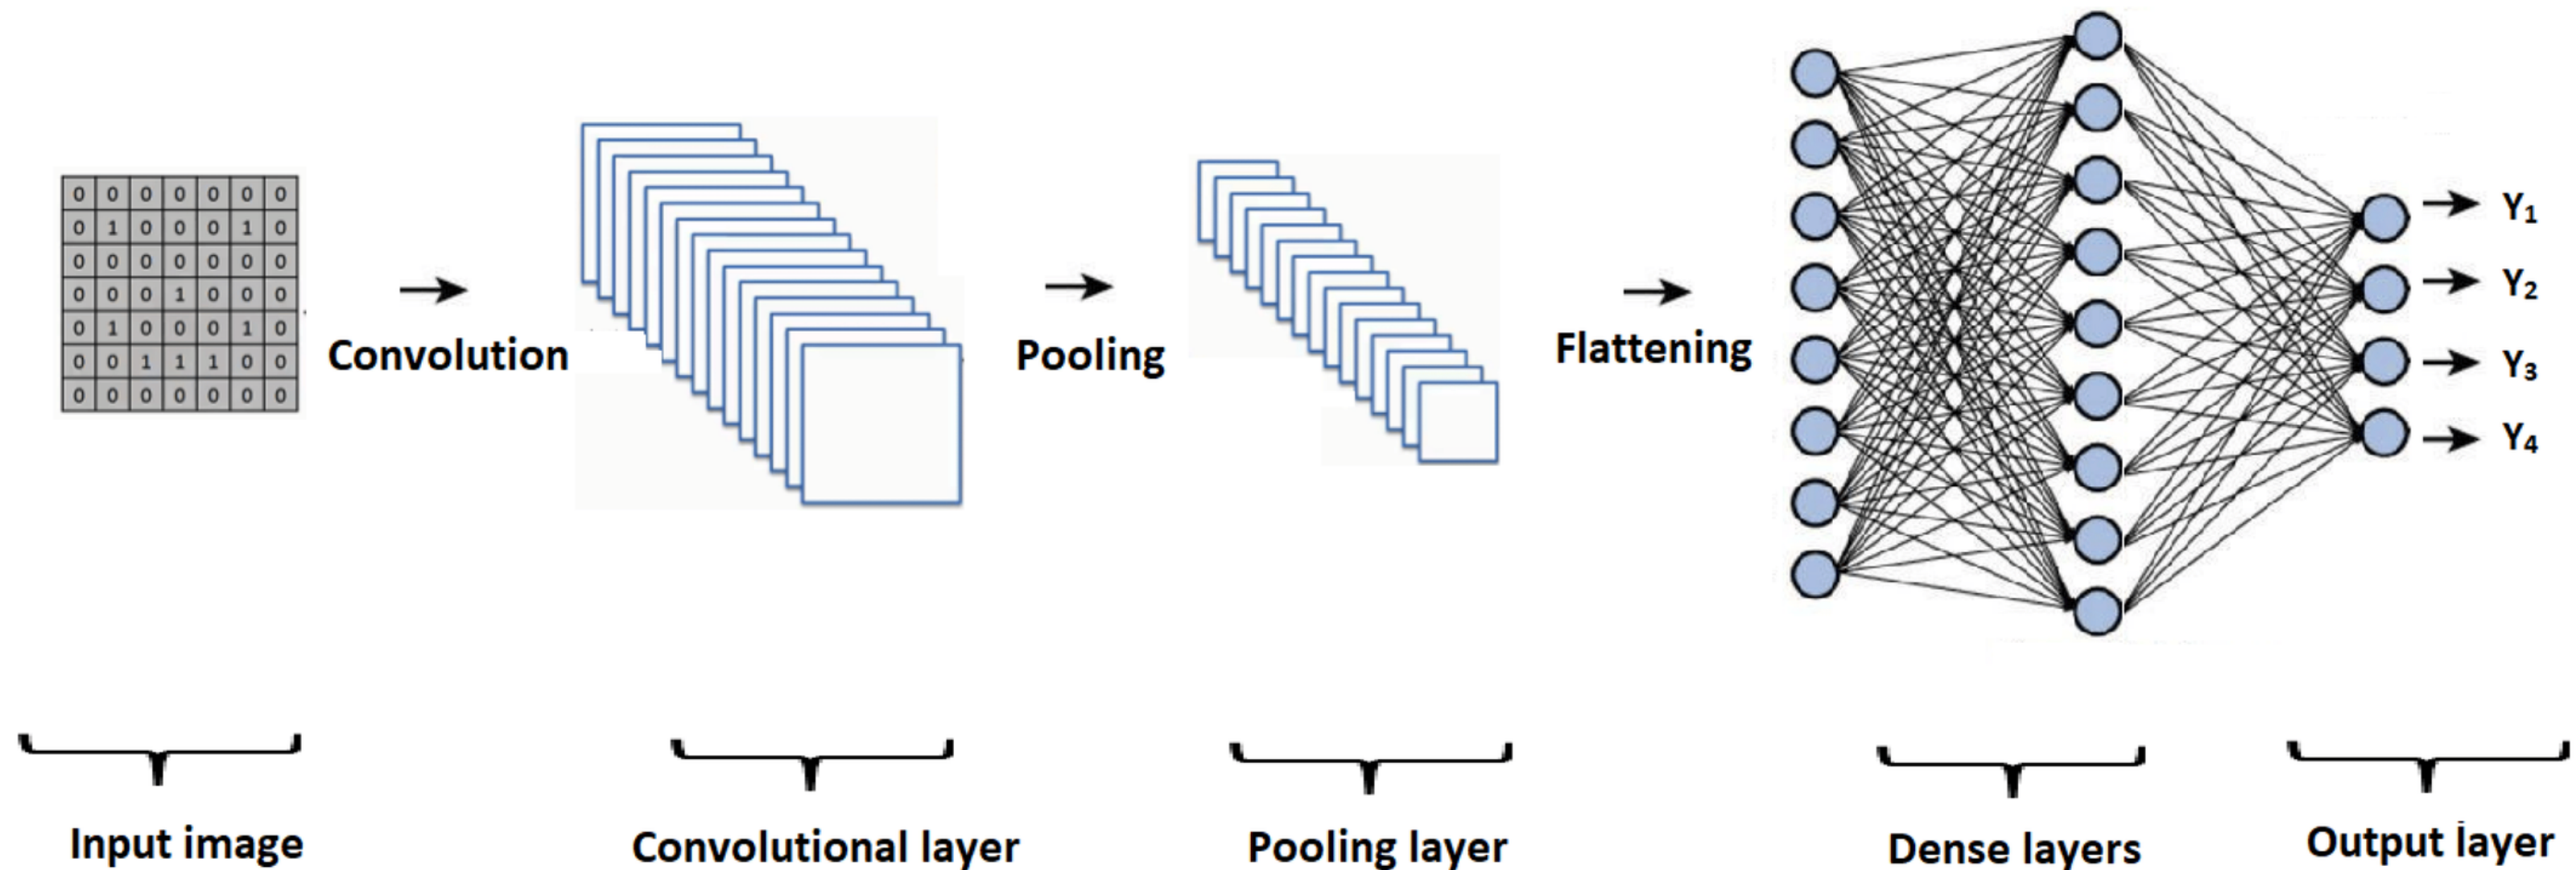 0 0 0 0 0 0 0
0 1 0 0 0 1 0
0 0 0 0 0 0 0
0 0 0 1 0 0 0
0 1 0 0 0 1 0
0 0 1 1 1 0 0
0 0 0 0 0 0 0
Convolution
Pooling
Flattening
Y1
Y2
Y3
Y4
Input image
Convolutional layer
Pooling layer
Dense layers
Output layer